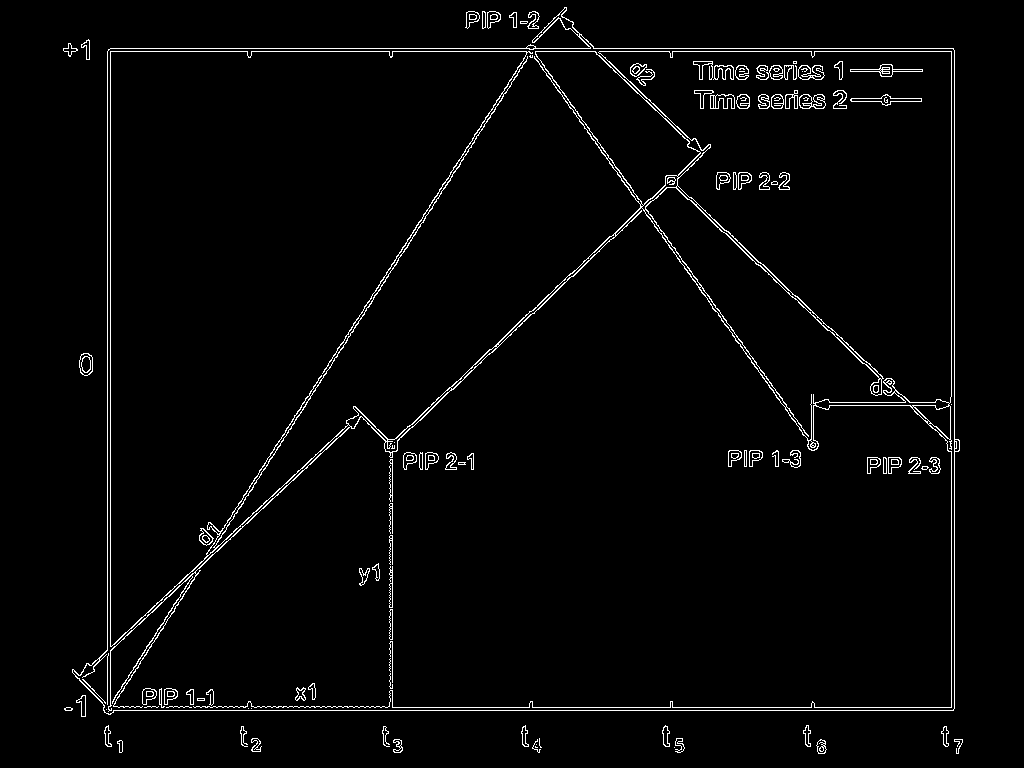 PIP 1-2
+1
d2
Time series 1
Time series 2
PIP 2-2
0
d3
PIP 2-1
PIP 1-3
PIP 2-3
d1
y1
x1
PIP 1-1
-1
t1 t2 t3 t4 t5 t6 t7